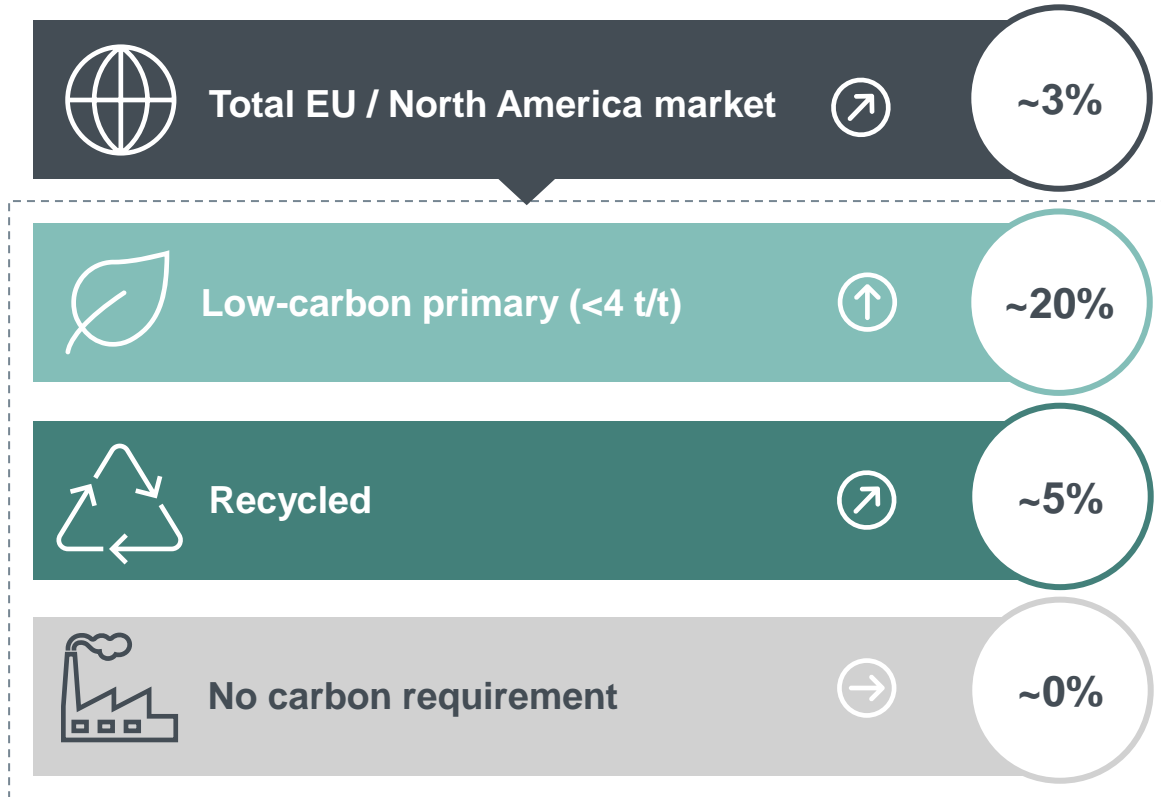 Total EU / North America market
~3%
Low-carbon primary (<4 t/t)
~20%
Recycled
~5%
No carbon requirement
~0%